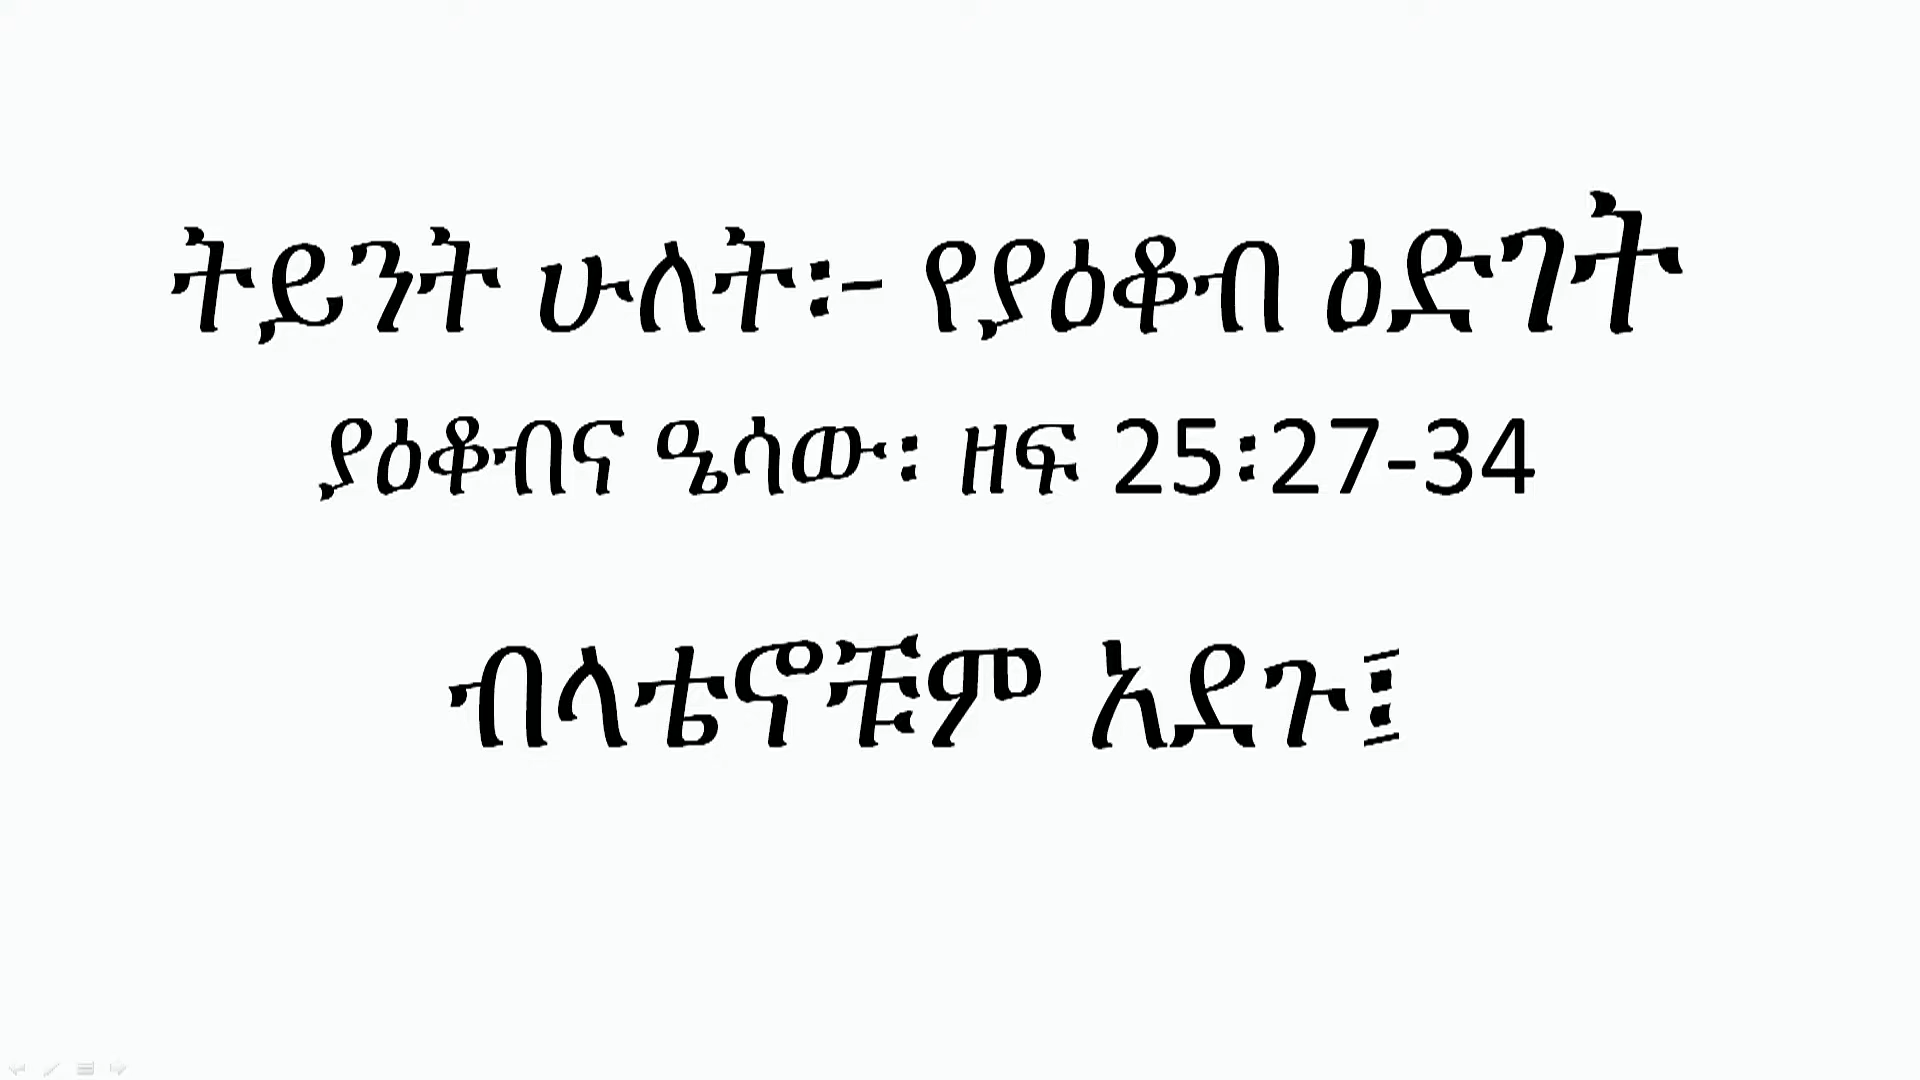 ትይንት ሁለት፡- የያዕቆብ ዕድገት
ያዕቆብና ዔሳው፡ ዘፍ 25፡27-34
ብላቴኖቹም አደጉ፤